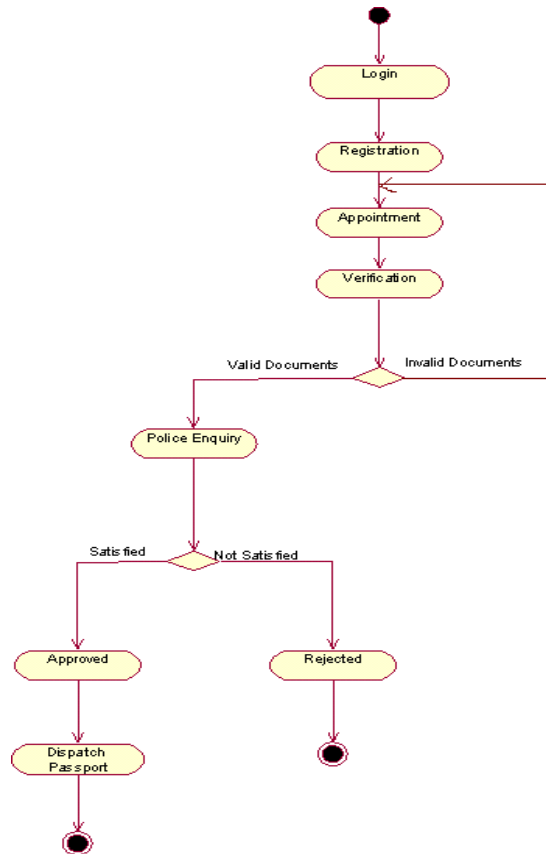 Login
Registration
Appointment
Verification
Valid Documents
Invalid Documents
Police Enquiry
Satisfied
Not Satisfied
Approved
Rejected
Dispatch
Passport